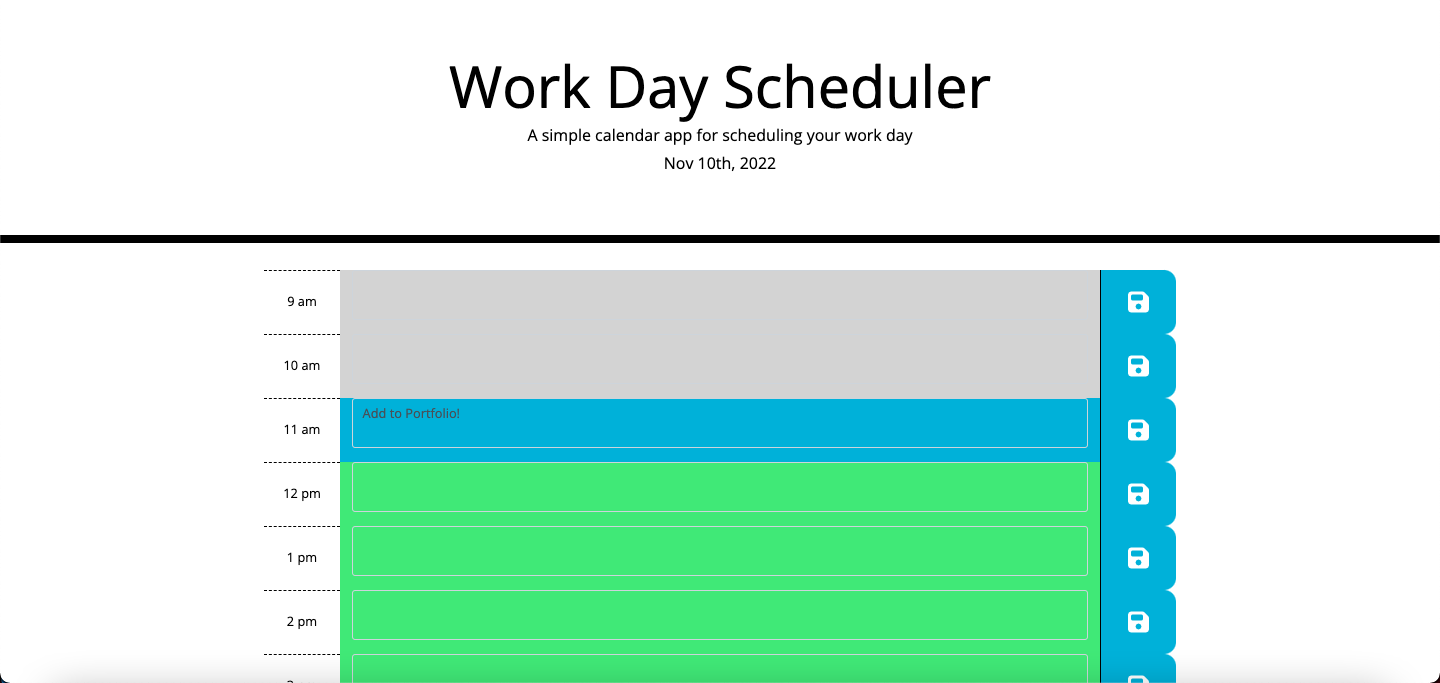 Work Day Scheduler
A simple calendar app for scheduling your work day
Nov 10th, 2022
9 am
10 am
11 am
Add to Portfolio!
12 pm
1 pm
2 pm